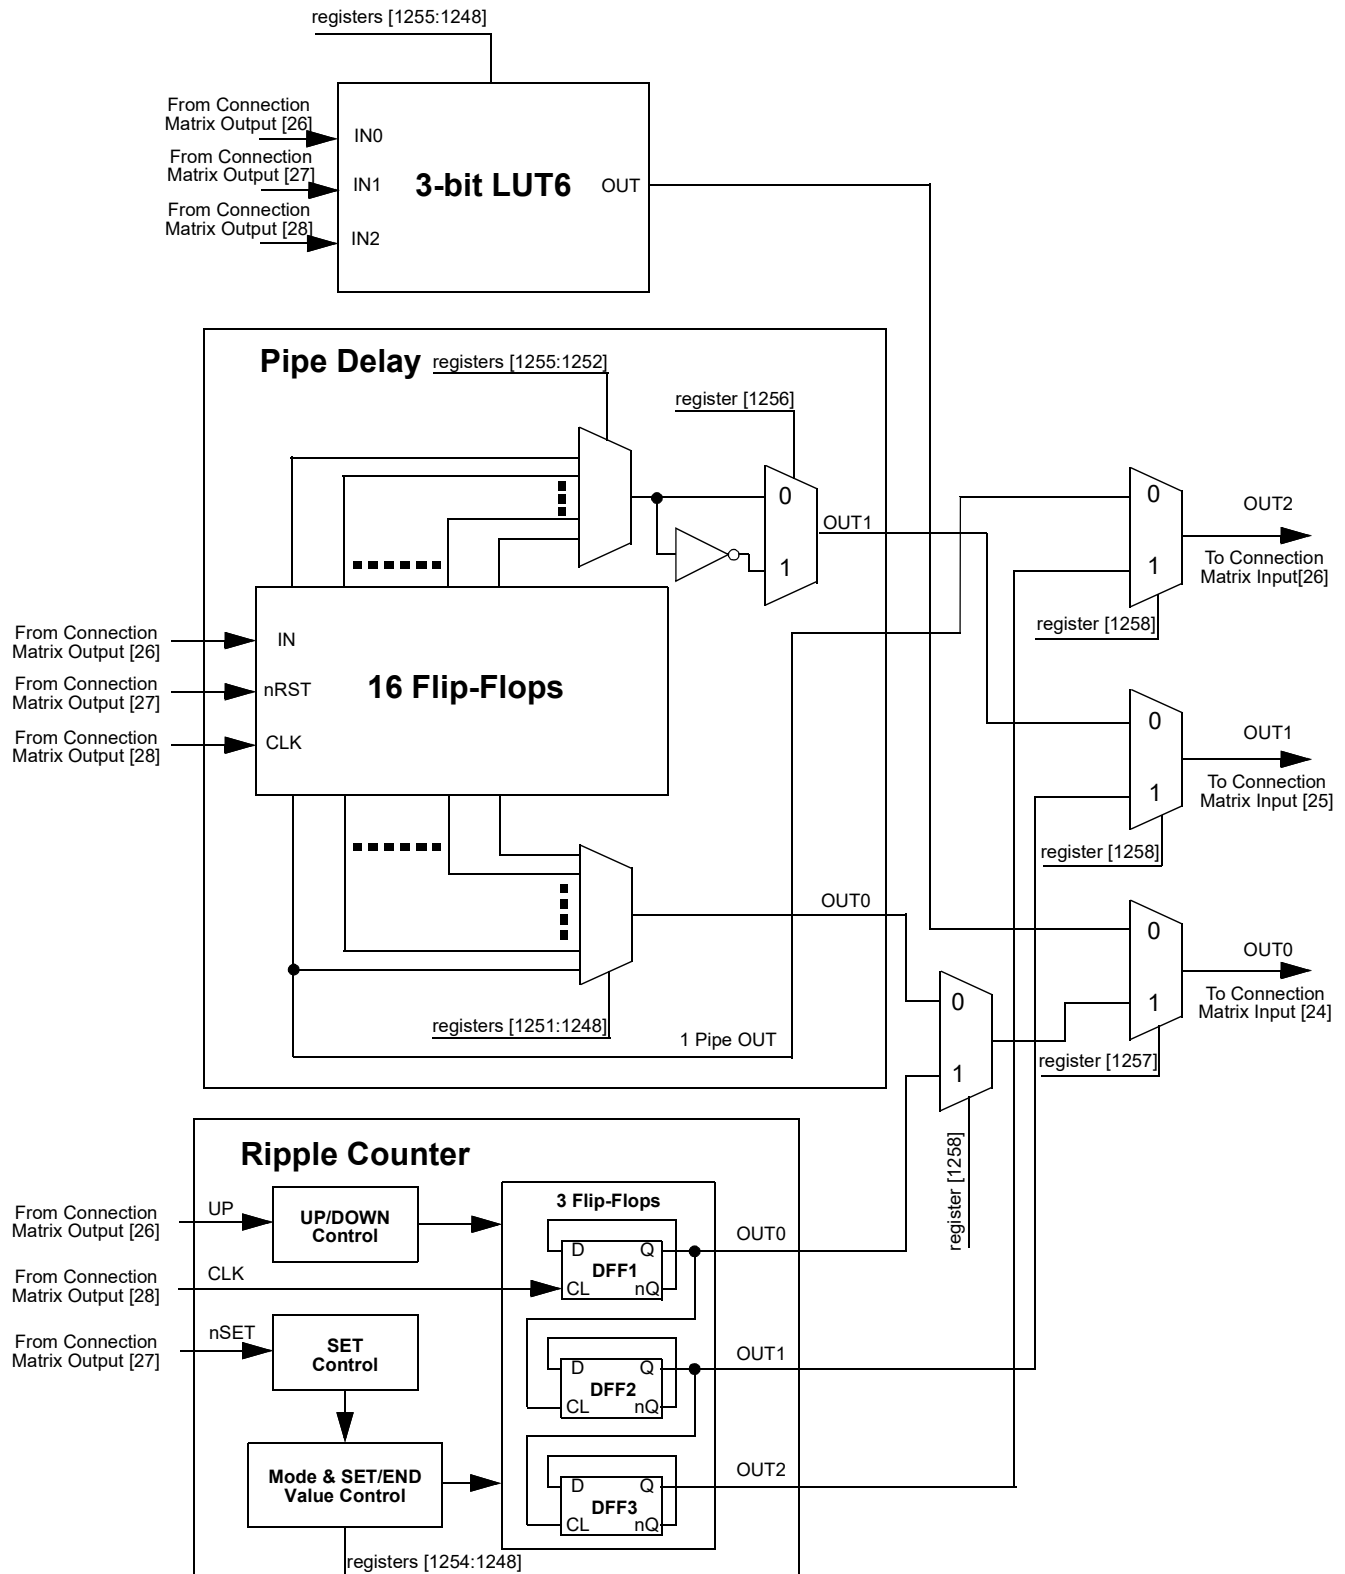 registers [1255:1248]
From Connection
Matrix Output [26]
IN0
From Connection
Matrix Output [27]
IN1
3-bit LUT6
OUT
From Connection
Matrix Output [28]
IN2
Pipe Delay
registers [1255:1252]
register [1256]
0
1
OUT1
From Connection
Matrix Output [26]
IN
From Connection
Matrix Output [27]
nRST
16 Flip-Flops
From Connection
Matrix Output [28]
CLK
OUT0
registers [1251:1248]
1 Pipe OUT
0
1
OUT2
To Connection
Matrix Input[26]
register [1258]
0
1
OUT1
To Connection
Matrix Input [25]
register [1258]
0
1
OUT0
To Connection
Matrix Input [24]
register [1257]
0
1
register [1258]
Ripple Counter
From Connection
Matrix Output [26]
UP
UP/DOWN
Control
From Connection
Matrix Output [28]
CLK
From Connection
Matrix Output [27]
nSET
SET
Control
Mode & SET/END
Value Control
registers [1254:1248]
3 Flip-Flops
D
Q
DFF1
CL
nQ
OUT0
D
Q
DFF2
CL
nQ
OUT1
D
Q
DFF3
CL
nQ
OUT2